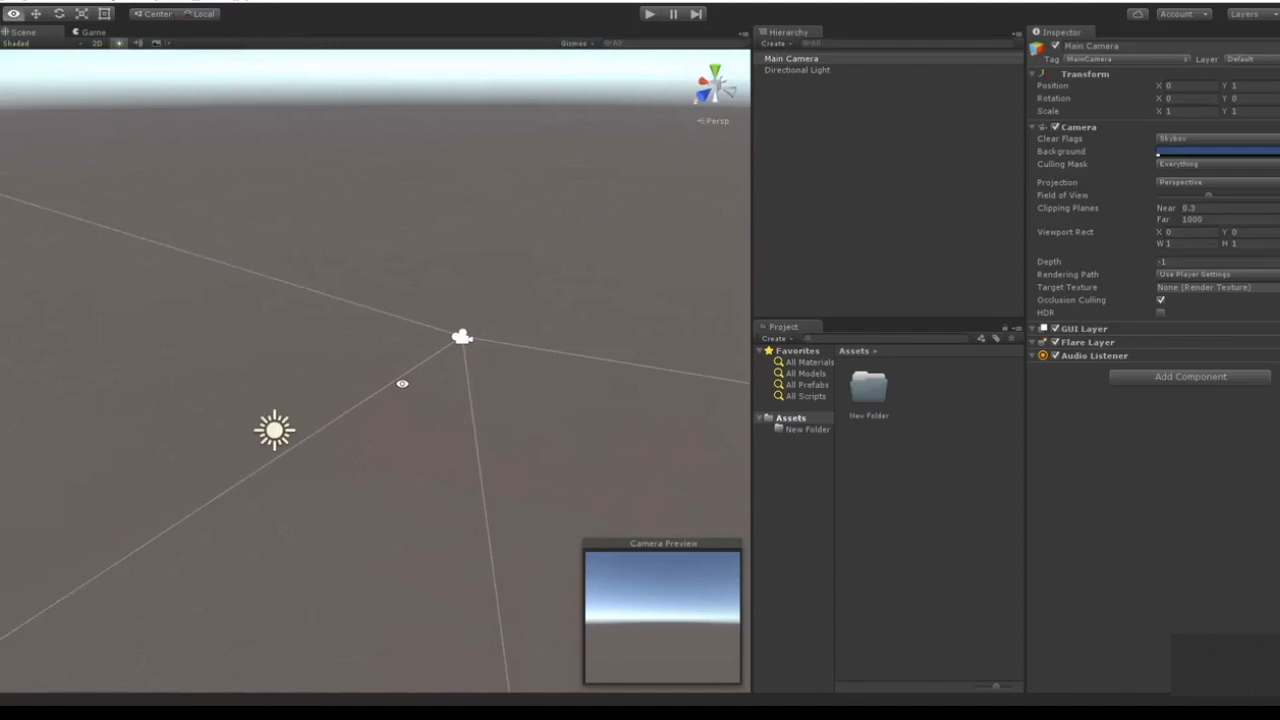 Center Local
Account Layers
Scene Game
Shaded 2D Gizmos All
Persp
Camera Preview
Hierarchy
Create All
Main Camera
Directional Light
Project
Create
Favorites
All Materials
All Models
All Prefabs
All Scripts
Assets
New Folder
Assets
New Folder
Inspector
Main Camera
Tag MainCamera Layer Default
Transform
Position X 0 Y 1
Rotation X 0 Y 0
Scale X 1 Y 1
Camera
Clear Flags Skybox
Background
Culling Mask Everything
Projection Perspective
Field of View
Clipping Planes Near 0.3
Far 1000
Viewport Rect X 0 Y 0
W 1 H 1
Depth -1
Rendering Path Use Player Settings
Target Texture None (Render Texture)
Occlusion Culling
HDR
GUI Layer
Flare Layer
Audio Listener
Add Component